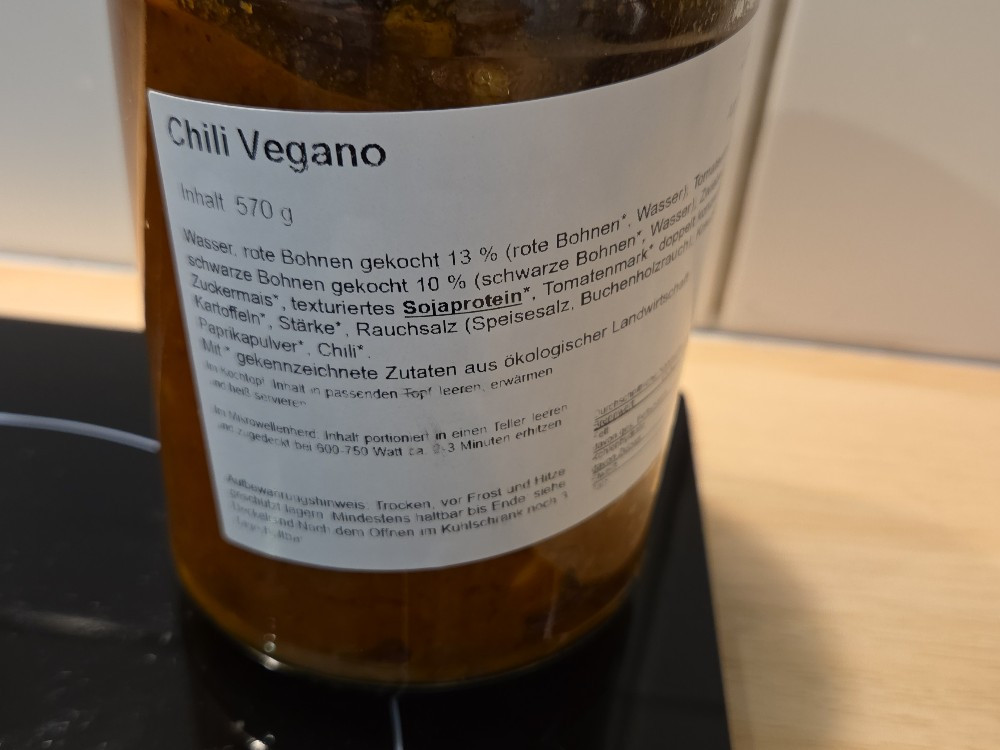 Chili Vegano
Inhalt 570 g
Wasser, rote Bohnen gekocht 13 % (rote Bohnen*, Wasser),
schwarze Bohnen gekocht 10 % (schwarze Bohnen*, Wasser),
Zuckermais*, texturiertes Sojaprotein*, Tomatenmark* doppelt
Kartoffeln*, Stärke*, Rauchsalz (Speisesalz, Buchenholzrauch),
Paprikapulver*, Chili*.
Mit * gekennzeichnete Zutaten aus ökologischer Landwirtschaft
Im Kochtopf: Inhalt in passenden Topf leeren, erwärmen
und heiß servieren
Im Mikrowellenherd: Inhalt portioniert in einen Teller leeren
und zugedeckt bei 600-750 Watt ca. 2-3 Minuten erhitzen
Aufbewahrungshinweis: Trocken, vor Frost und Hitze
geschützt lagern. Mindestens haltbar bis Ende: siehe
Nach dem Öffnen im Kühlschrank noch 3